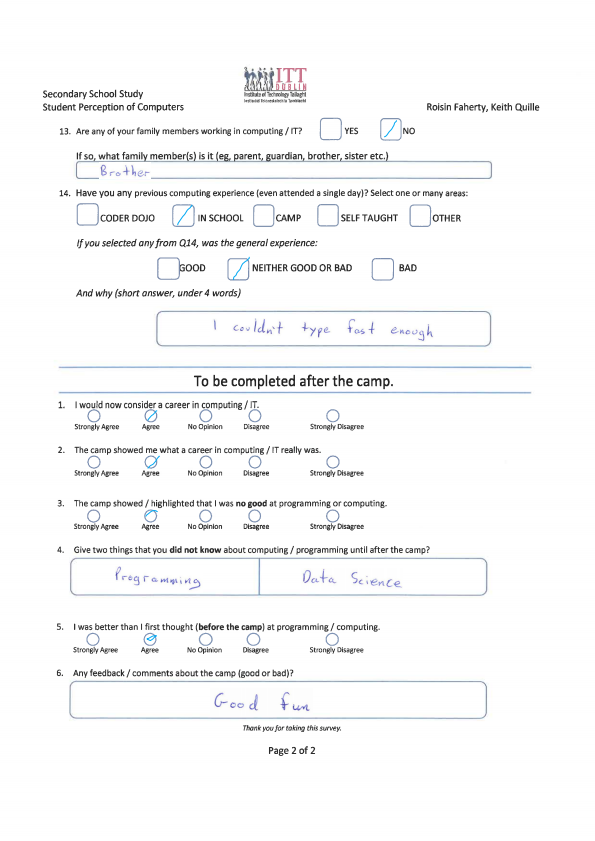 ITT
DUBLIN
Institute of Technology Tallaght
Secondary School Study
Student Perception of Computers
Roisin Faherty, Keith Quille
13. Are any of your family members working in computing / IT? YES NO
If so, what family member(s) is it (eg, parent, guardian, brother, sister etc.)
Brother
14. Have you any previous computing experience (even attended a single day)? Select one or many areas:
CODER DOJO IN SCHOOL CAMP SELF TAUGHT OTHER
If you selected any from Q14, was the general experience:
GOOD NEITHER GOOD OR BAD BAD
And why (short answer, under 4 words)
I couldn't type fast enough
To be completed after the camp.
1. I would now consider a career in computing / IT.
Strongly Agree Agree No Opinion Disagree Strongly Disagree
2. The camp showed me what a career in computing / IT really was.
Strongly Agree Agree No Opinion Disagree Strongly Disagree
3. The camp showed / highlighted that I was no good at programming or computing.
Strongly Agree Agree No Opinion Disagree Strongly Disagree
4. Give two things that you did not know about computing / programming until after the camp?
Programming Data Science
5. I was better than I first thought (before the camp) at programming / computing.
Strongly Agree Agree No Opinion Disagree Strongly Disagree
6. Any feedback / comments about the camp (good or bad)?
Good fun
Thank you for taking this survey.
Page 2 of 2